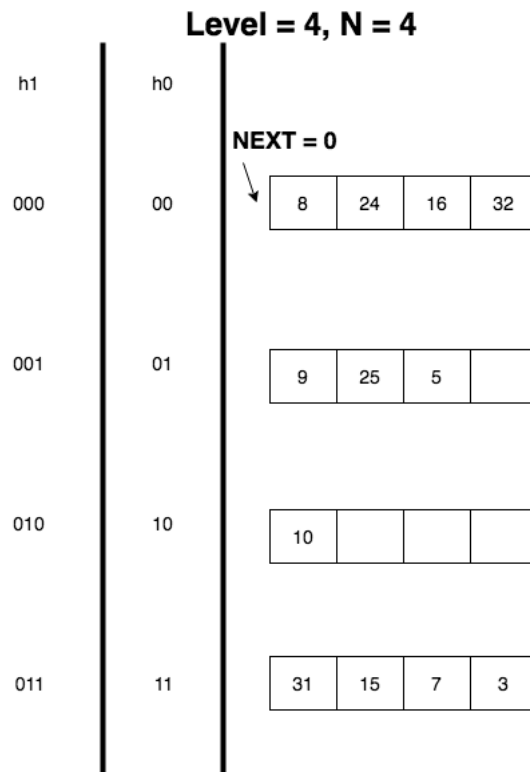 Level = 4, N = 4
h1 h0
NEXT = 0
000 00 8 24 16 32
001 01 9 25 5
010 10 10
011 11 31 15 7 3